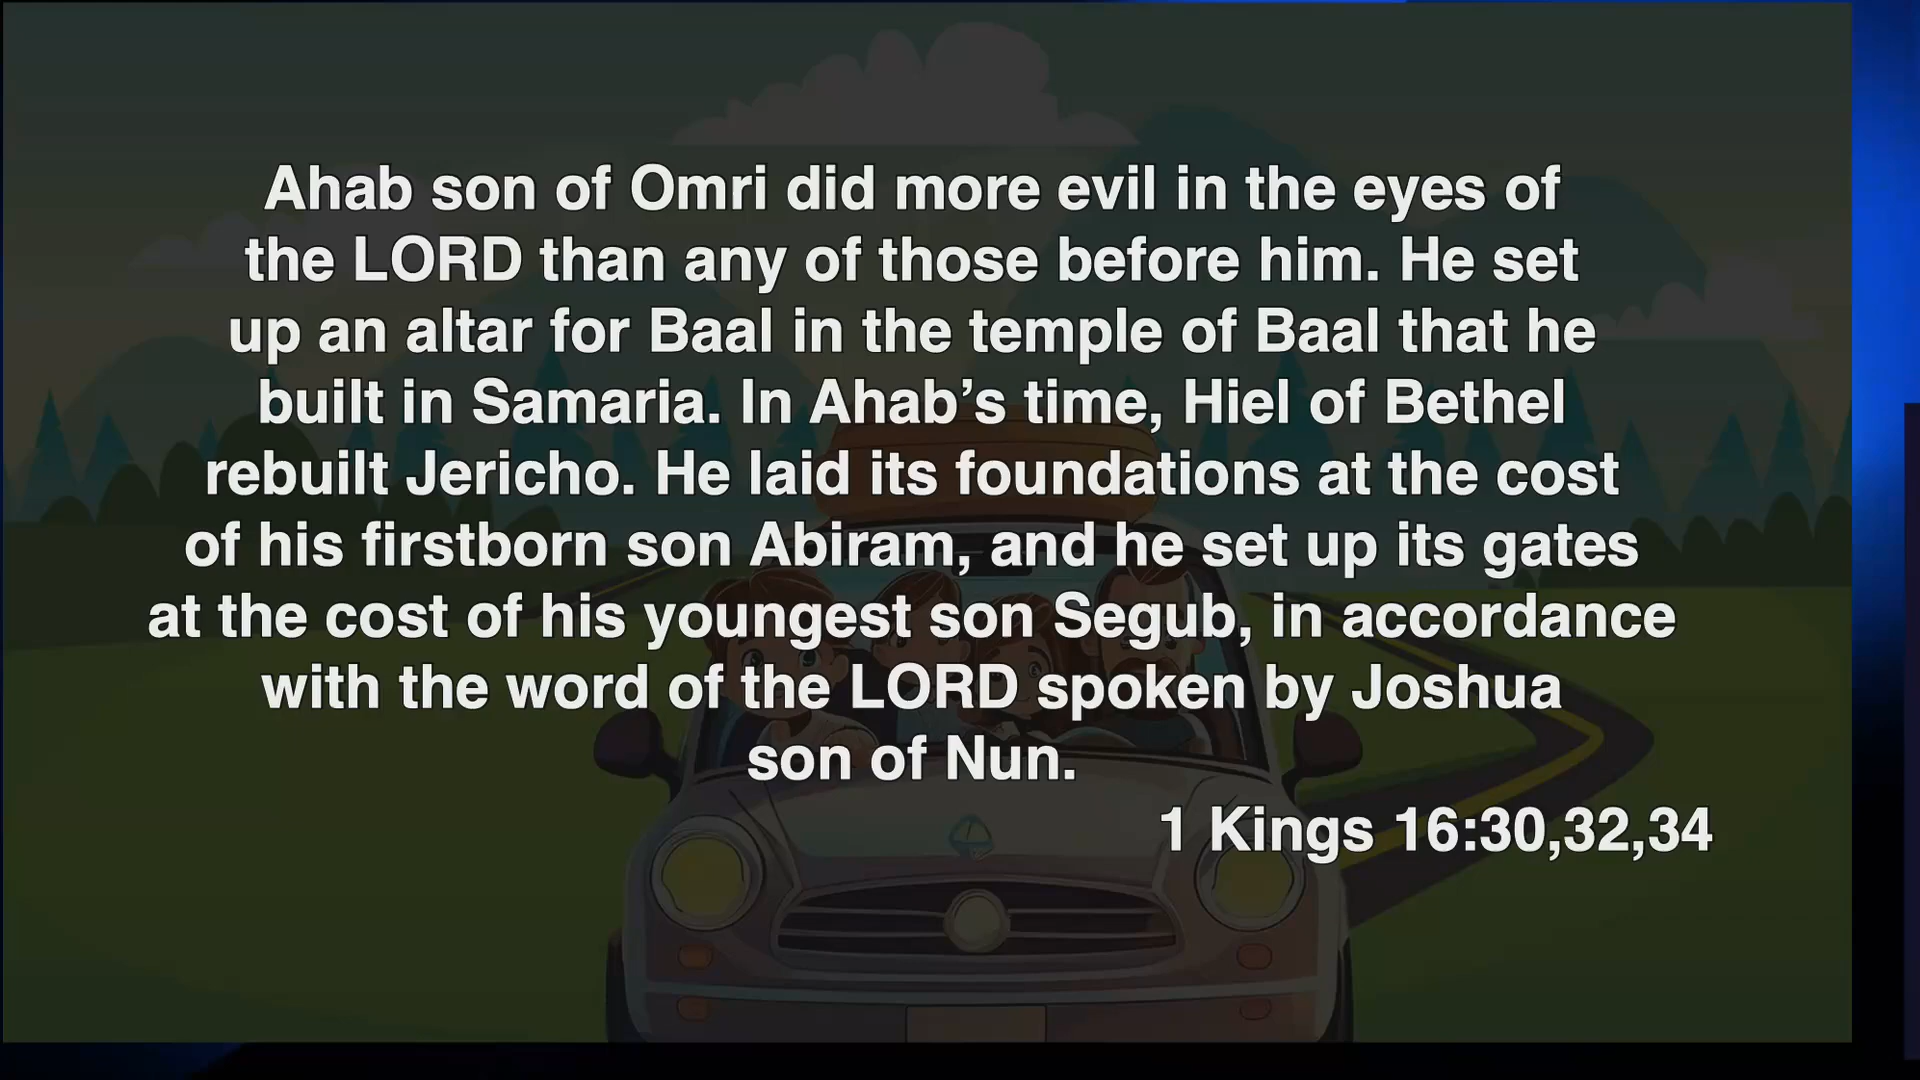 Ahab son of Omri did more evil in the eyes of
the LORD than any of those before him. He set
up an altar for Baal in the temple of Baal that he
built in Samaria. In Ahab’s time, Hiel of Bethel
rebuilt Jericho. He laid its foundations at the cost
of his firstborn son Abiram, and he set up its gates
at the cost of his youngest son Segub, in accordance
with the word of the LORD spoken by Joshua
son of Nun.
1 Kings 16:30,32,34